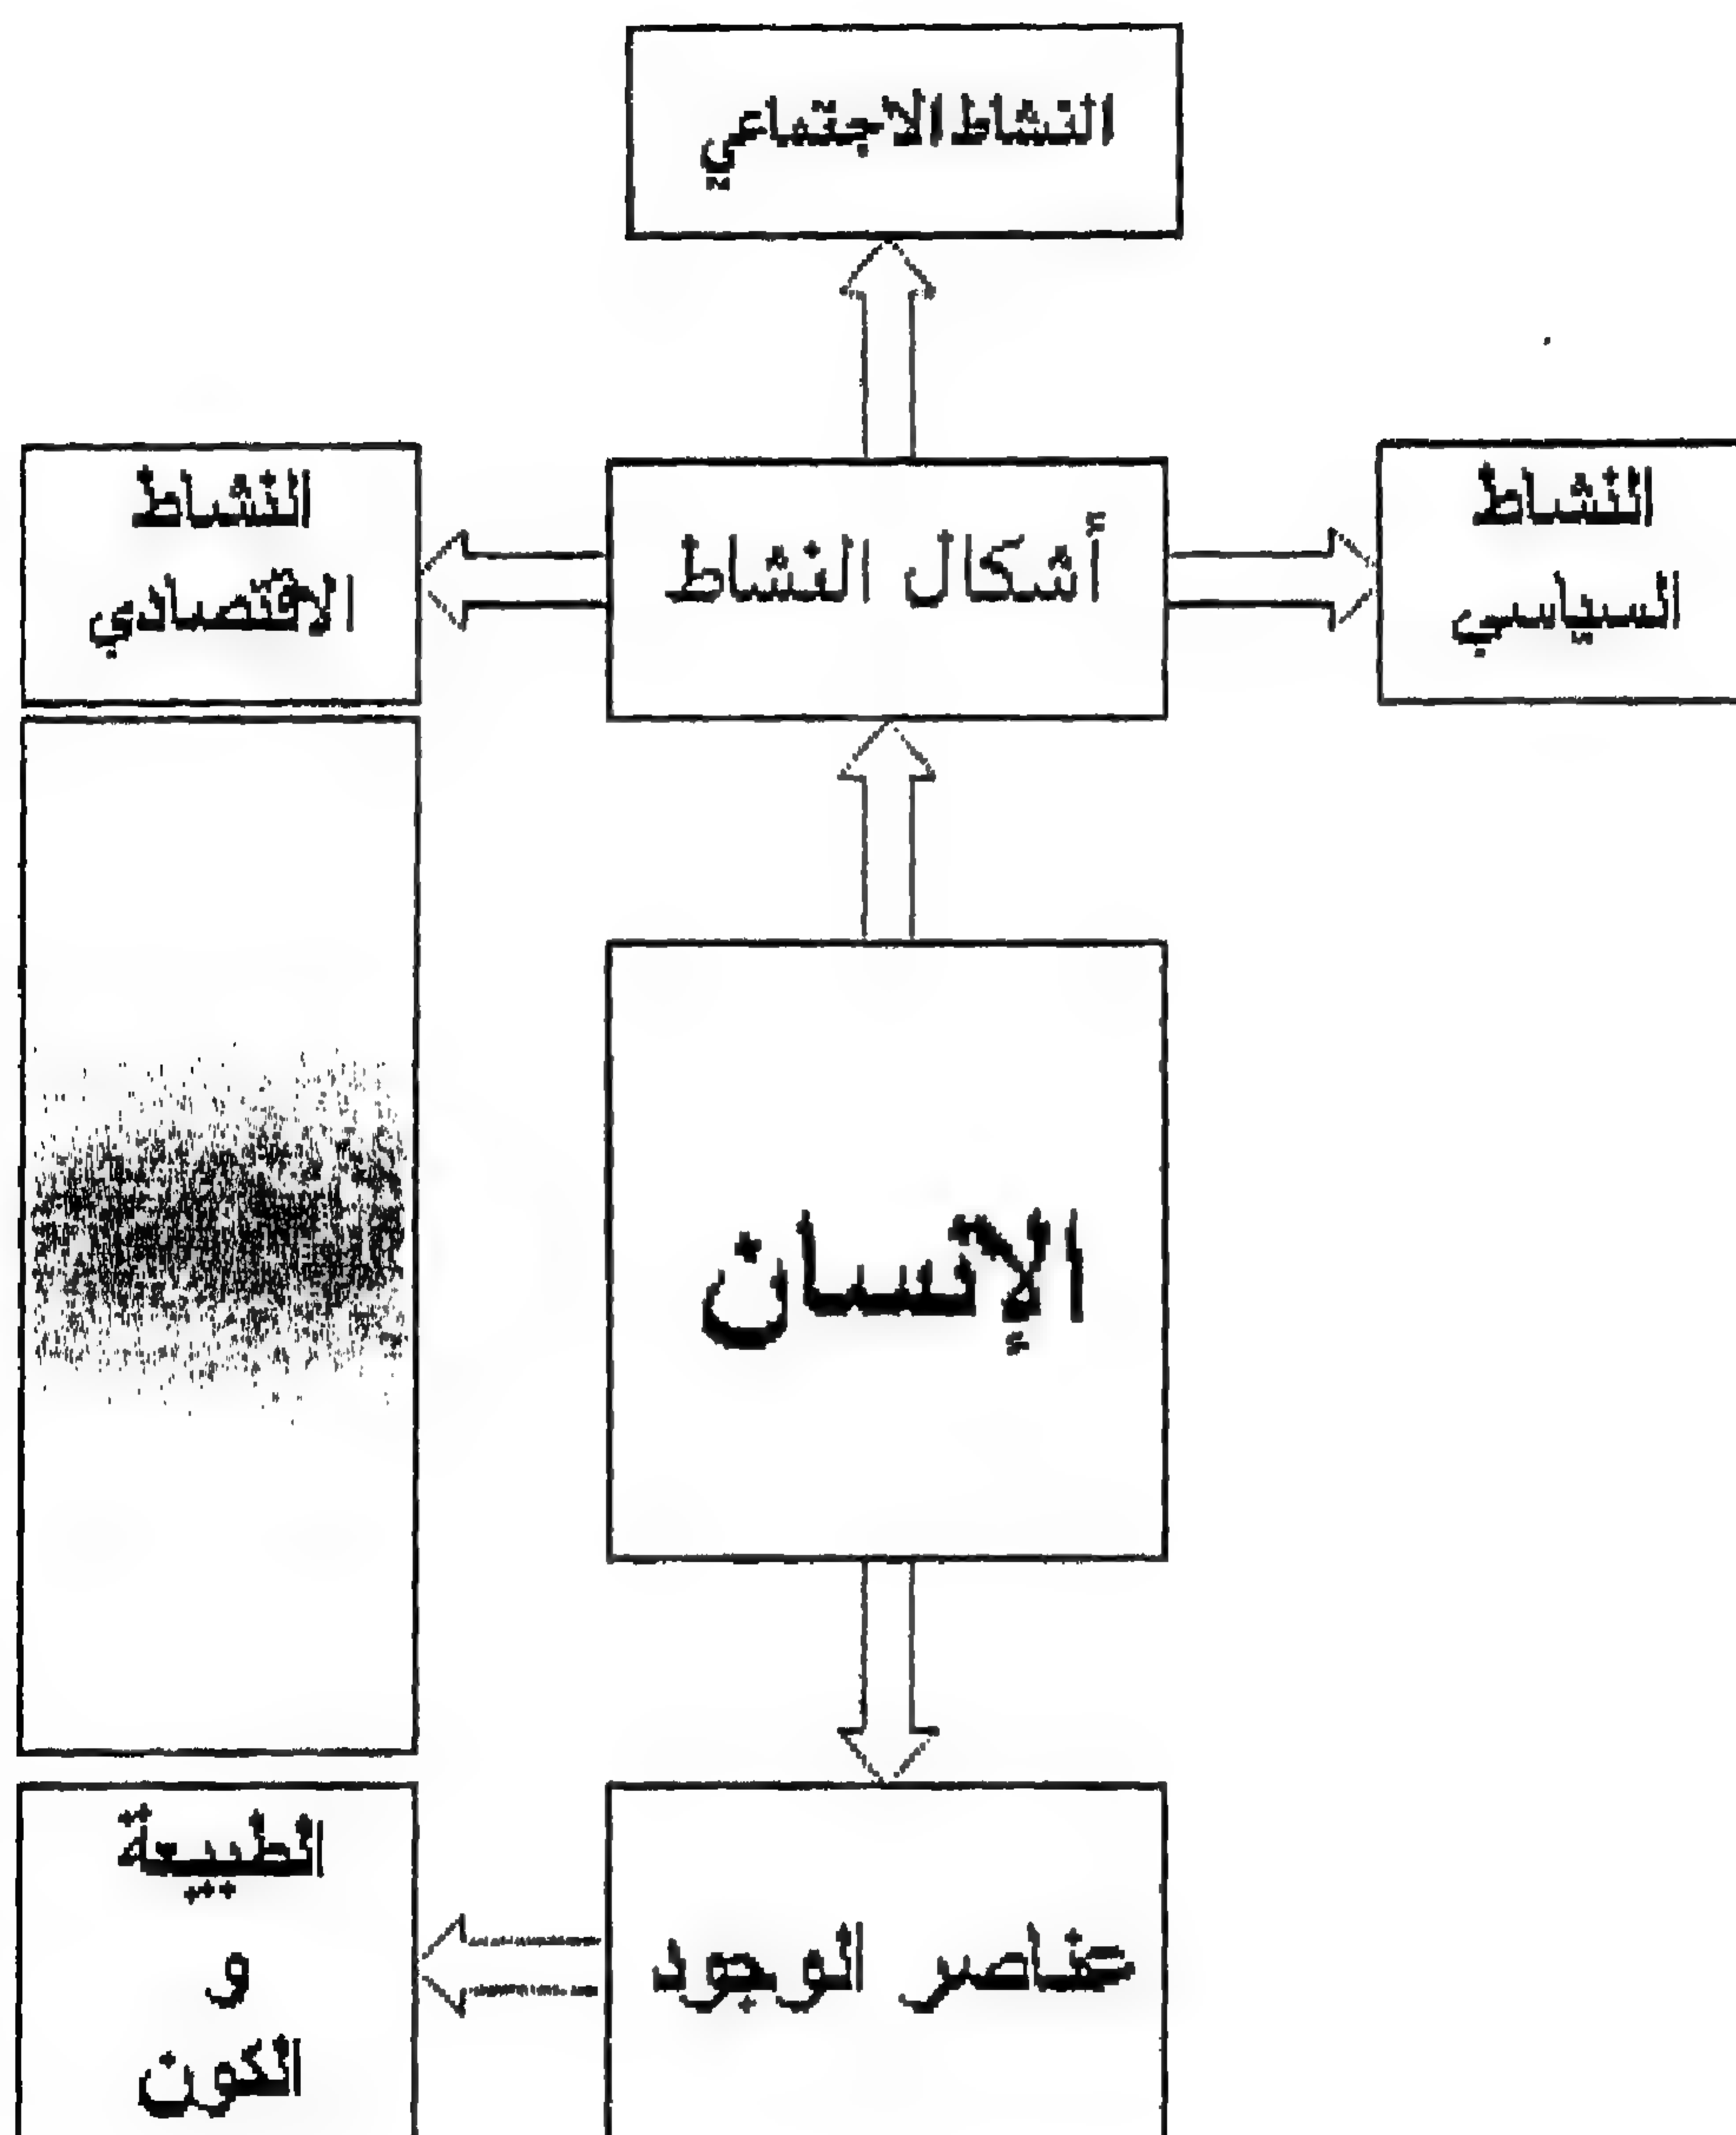 النشاط الاجتماعي
النشاط
السياسي
أشكال النشاط
النشاط
الاقتصادي
الإنسان
عناصر الوجود
الطبيعة
و
الكون